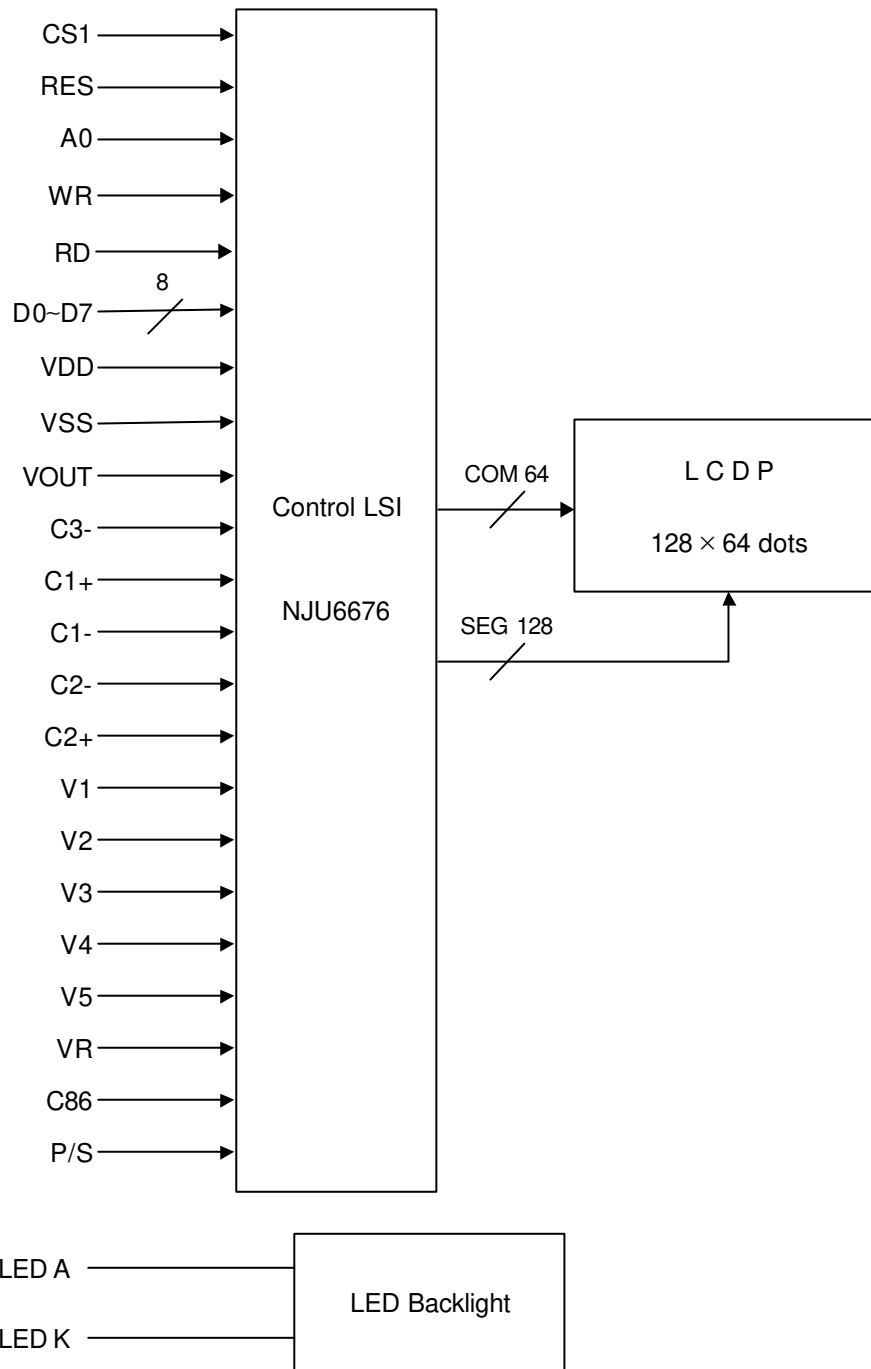 CS1
RES
A0
WR
RD
8
D0~D7
VDD
VSS
VOUT
C3-
C1+
C1-
C2-
C2+
V1
V2
V3
V4
V5
VR
C86
P/S
Control LSI
NJU6676
COM 64
SEG 128
L C D P
128 × 64 dots
LED A
LED K
LED Backlight